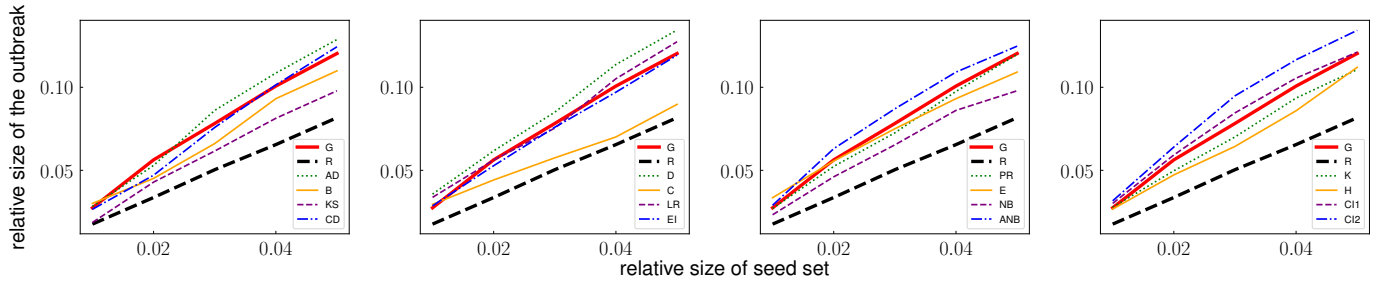 relative size of the outbreak
0.10
0.05
0.02
0.04
G
R
AD
B
KS
CD
0.10
0.05
0.02
0.04
G
R
D
C
LR
EI
0.10
0.05
0.02
0.04
G
R
PR
E
NB
ANB
0.10
0.05
0.02
0.04
G
R
K
H
CI1
CI2
relative size of seed set